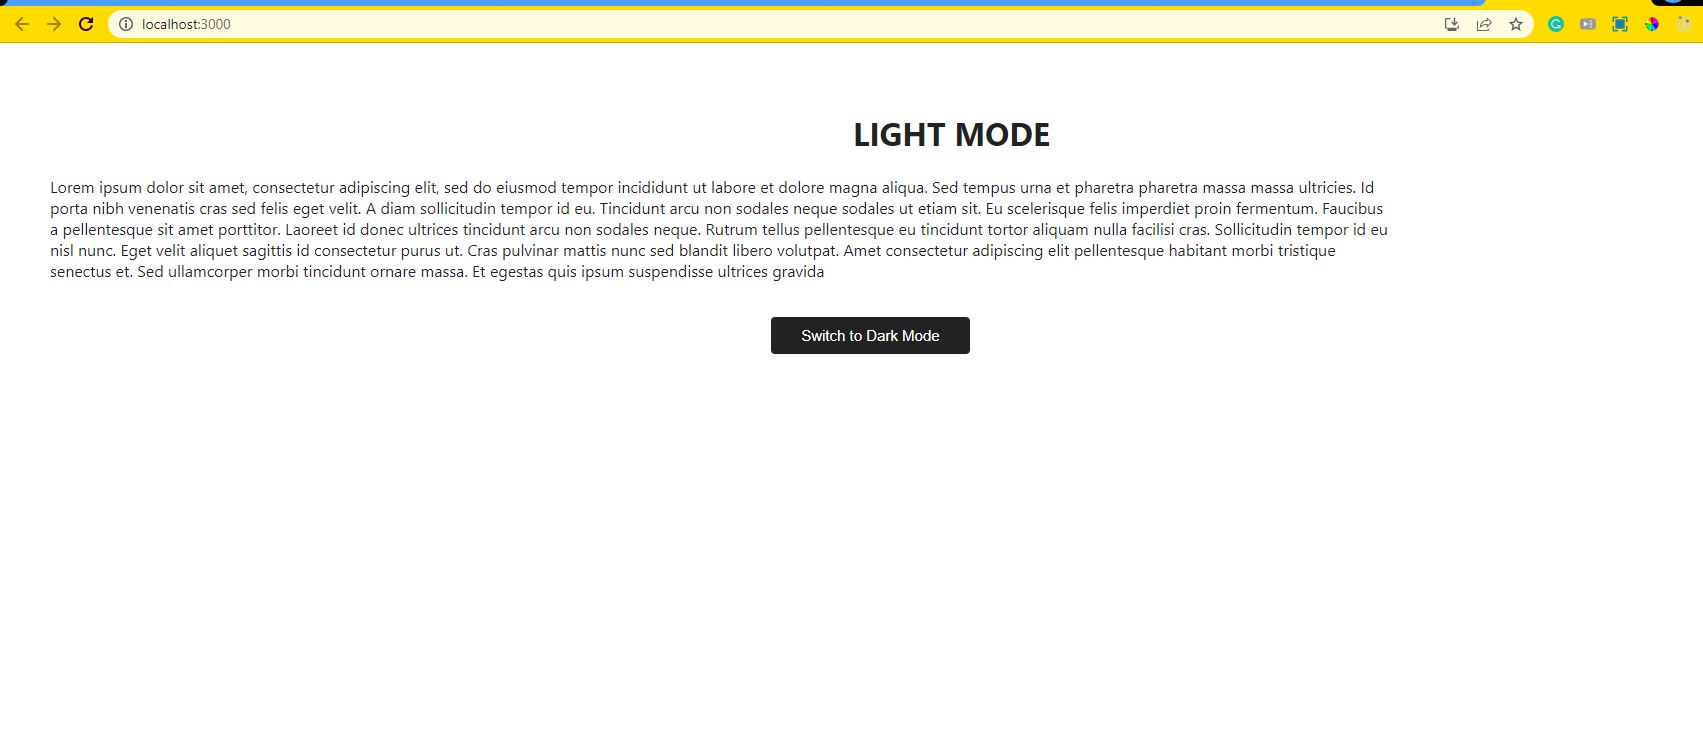 localhost:3000
LIGHT MODE
Lorem ipsum dolor sit amet, consectetur adipiscing elit, sed do eiusmod tempor incididunt ut labore et dolore magna aliqua. Sed tempus urna et pharetra pharetra massa massa ultricies. Id
porta nibh venenatis cras sed felis eget velit. A diam sollicitudin tempor id eu. Tincidunt arcu non sodales neque sodales ut etiam sit. Eu scelerisque felis imperdiet proin fermentum. Faucibus
a pellentesque sit amet porttitor. Laoreet id donec ultrices tincidunt arcu non sodales neque. Rutrum tellus pellentesque eu tincidunt tortor aliquam nulla facilisi cras. Sollicitudin tempor id eu
nisl nunc. Eget velit aliquet sagittis id consectetur purus ut. Cras pulvinar mattis nunc sed blandit libero volutpat. Amet consectetur adipiscing elit pellentesque habitant morbi tristique
senectus et. Sed ullamcorper morbi tincidunt ornare massa. Et egestas quis ipsum suspendisse ultrices gravida
Switch to Dark Mode